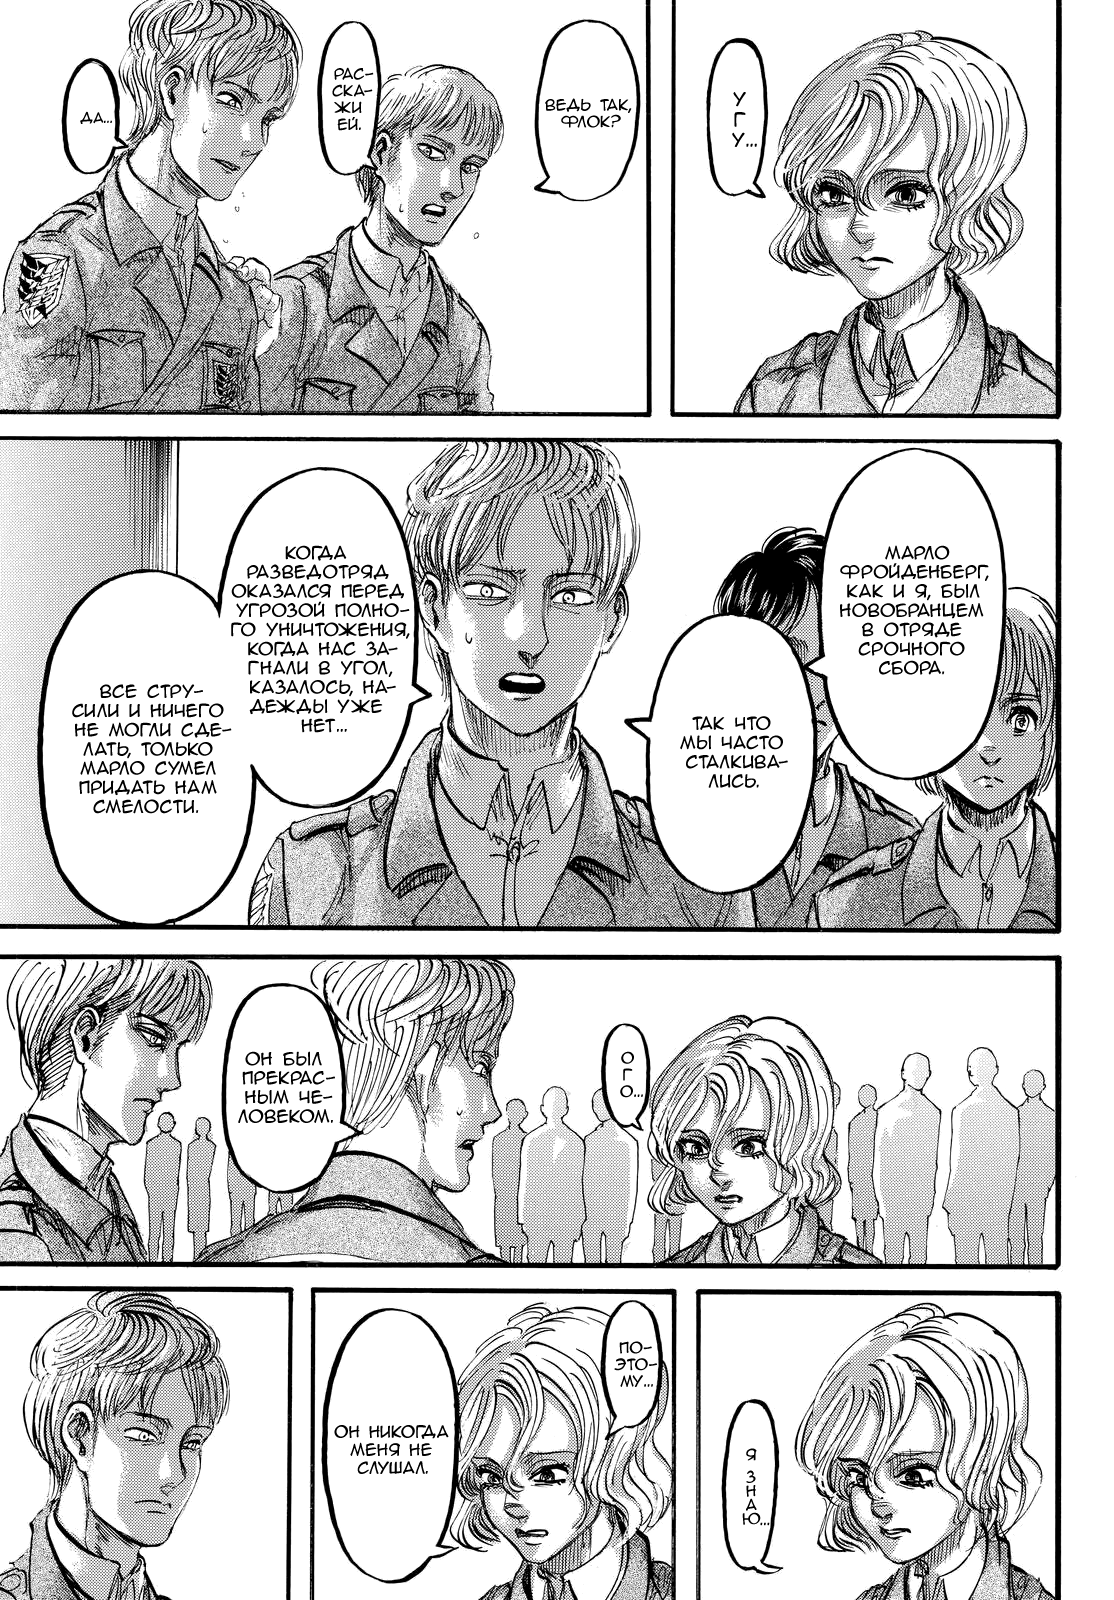 У
Г
У...
ВЕДЬ ТАК,
ФЛОК?
РАС-
СКА-
ЖИ
ЕЙ.
ДА...
МАРЛО
ФРОЙДЕНБЕРГ,
КАК И Я, БЫЛ
НОВОБРАНЦЕМ
В ОТРЯДЕ
СРОЧНОГО
СБОРА.
ТАК ЧТО
МЫ ЧАСТО
СТАЛКИВА-
ЛИСЬ.
КОГДА
РАЗВЕДОТРЯД
ОКАЗАЛСЯ ПЕРЕД
УГРОЗОЙ ПОЛНО-
ГО УНИЧТОЖЕНИЯ,
КОГДА НАС ЗА-
ГНАЛИ В УГОЛ,
КАЗАЛОСЬ, НА-
ДЕЖДЫ УЖЕ
НЕТ...
ВСЕ СТРУ-
СИЛИ И НИЧЕГО
НЕ МОГЛИ СДЕ-
ЛАТЬ, ТОЛЬКО
МАРЛО СУМЕЛ
ПРИДАТЬ НАМ
СМЕЛОСТИ.
О
Г
О...
ОН БЫЛ
ПРЕКРАС-
НЫМ ЧЕ-
ЛОВЕКОМ.
Я
З
Н
А
Ю...
ПО-
ЭТО-
МУ...
ОН НИКОГДА
МЕНЯ НЕ
СЛУШАЛ.